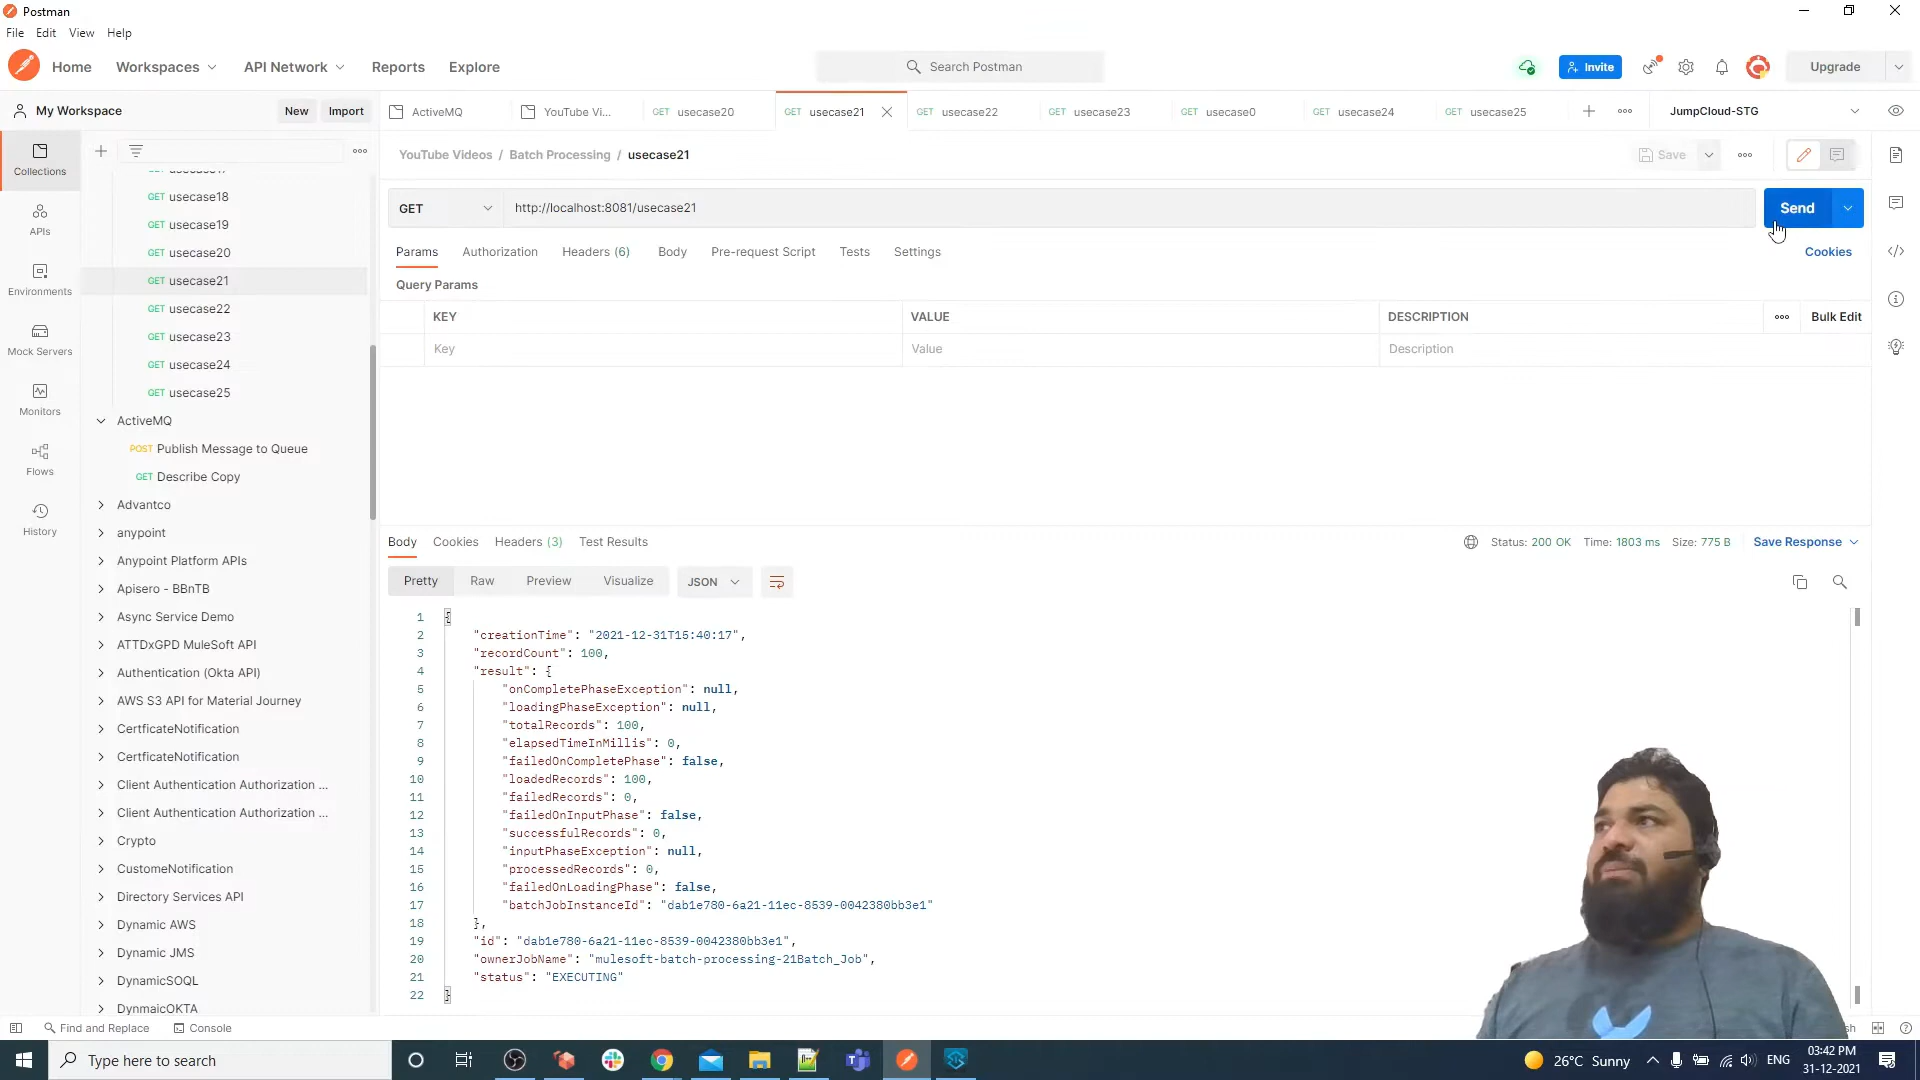 Postman
File Edit View Help
Home Workspaces API Network Reports Explore Search Postman Invite Upgrade
My Workspace New Import ActiveMQ YouTube Vi... GET usecase20 GET usecase21 GET usecase22 GET usecase23 GET usecase0 GET usecase24 GET usecase25 JumpCloud-STG
YouTube Videos / Batch Processing / usecase21 Save
GET http://localhost:8081/usecase21 Send
Params Authorization Headers (6) Body Pre-request Script Tests Settings Cookies
Query Params
KEY VALUE DESCRIPTION Bulk Edit
Key Value Description
Collections
APIs
Environments
Mock Servers
Monitors
Flows
History
GET usecase18
GET usecase19
GET usecase20
GET usecase21
GET usecase22
GET usecase23
GET usecase24
GET usecase25
ActiveMQ
POST Publish Message to Queue
GET Describe Copy
Advantco
anypoint
Anypoint Platform APIs
Apisero - BBnTB
Async Service Demo
ATTDxGPD MuleSoft API
Authentication (Okta API)
AWS S3 API for Material Journey
CertficateNotification
CertficateNotification
Client Authentication Authorization ...
Client Authentication Authorization ...
Crypto
CustomeNotification
Directory Services API
Dynamic AWS
Dynamic JMS
DynamicSOQL
DynmaicOKTA
Body Cookies Headers (3) Test Results Status: 200 OK Time: 1803 ms Size: 775 B Save Response
Pretty Raw Preview Visualize JSON
1 {
2 "creationTime": "2021-12-31T15:40:17",
3 "recordCount": 100,
4 "result": {
5 "onCompletePhaseException": null,
6 "loadingPhaseException": null,
7 "totalRecords": 100,
8 "elapsedTimeInMillis": 0,
9 "failedOnCompletePhase": false,
10 "loadedRecords": 100,
11 "failedRecords": 0,
12 "failedOnInputPhase": false,
13 "successfulRecords": 0,
14 "inputPhaseException": null,
15 "processedRecords": 0,
16 "failedOnLoadingPhase": false,
17 "batchJobInstanceId": "dab1e780-6a21-11ec-8539-0042380bb3e1"
18 },
19 "id": "dab1e780-6a21-11ec-8539-0042380bb3e1",
20 "ownerJobName": "mulesoft-batch-processing-21Batch_Job",
21 "status": "EXECUTING"
22 }
Find and Replace Console
Type here to search 26°C Sunny ENG 03:42 PM
31-12-2021